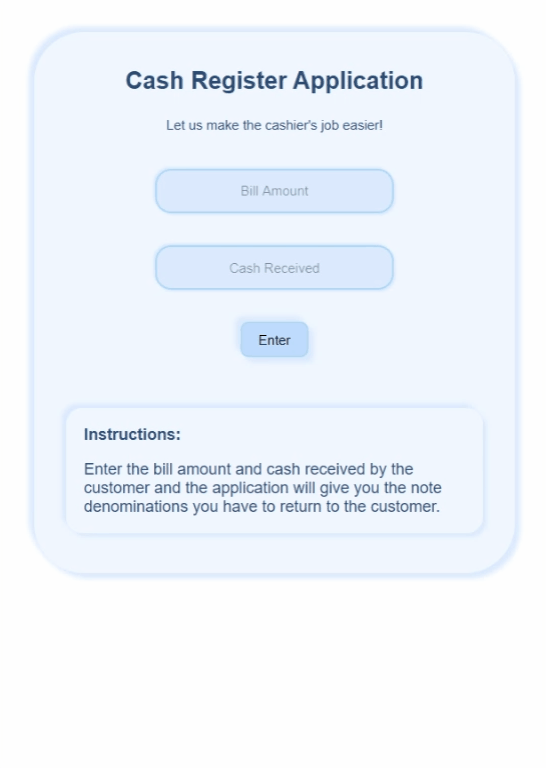 Cash Register Application
Let us make the cashier's job easier!
Bill Amount
Cash Received
Enter
Instructions:
Enter the bill amount and cash received by the
customer and the application will give you the note
denominations you have to return to the customer.